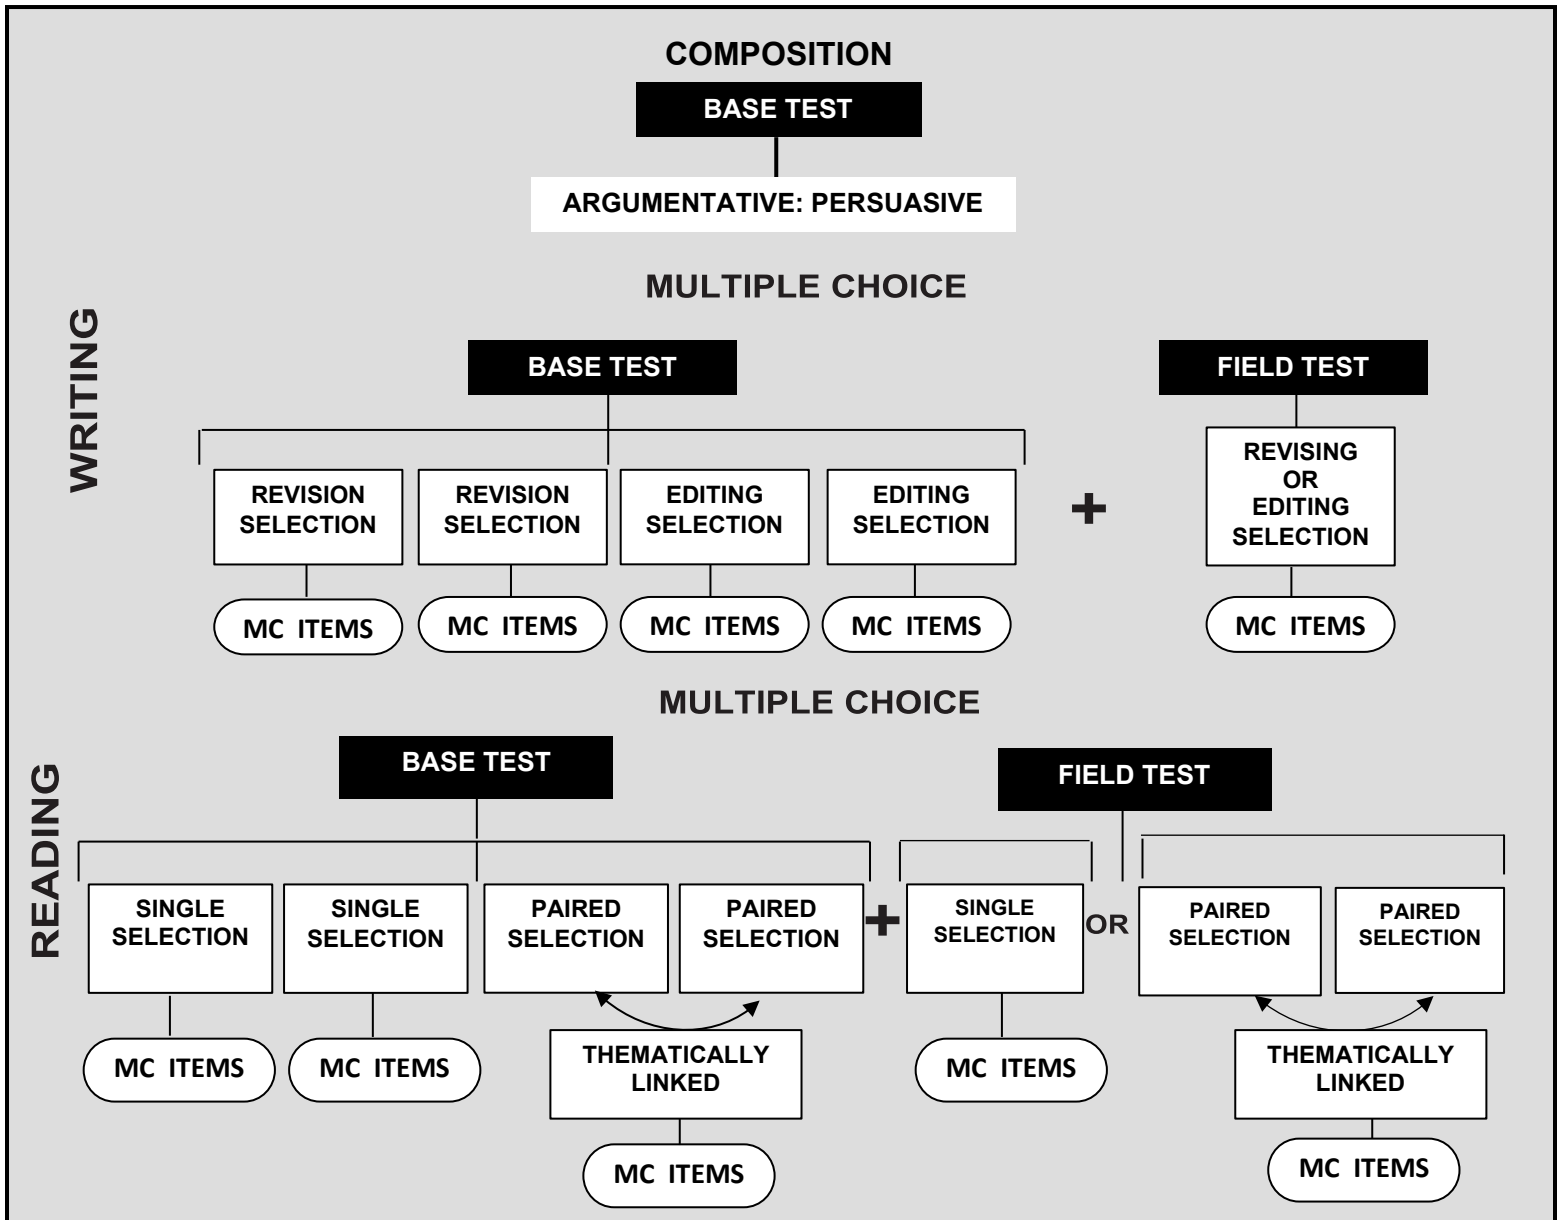 COMPOSITION
BASE TEST
ARGUMENTATIVE: PERSUASIVE
WRITING
MULTIPLE CHOICE
BASE TEST
FIELD TEST
REVISION
SELECTION
REVISION
SELECTION
EDITING
SELECTION
EDITING
SELECTION
+
REVISING
OR
EDITING
SELECTION
MC ITEMS
MC ITEMS
MC ITEMS
MC ITEMS
MC ITEMS
READING
MULTIPLE CHOICE
BASE TEST
FIELD TEST
SINGLE
SELECTION
SINGLE
SELECTION
PAIRED
SELECTION
PAIRED
SELECTION
+
SINGLE
SELECTION
OR
PAIRED
SELECTION
PAIRED
SELECTION
MC ITEMS
MC ITEMS
THEMATICALLY
LINKED
MC ITEMS
MC ITEMS
THEMATICALLY
LINKED
MC ITEMS